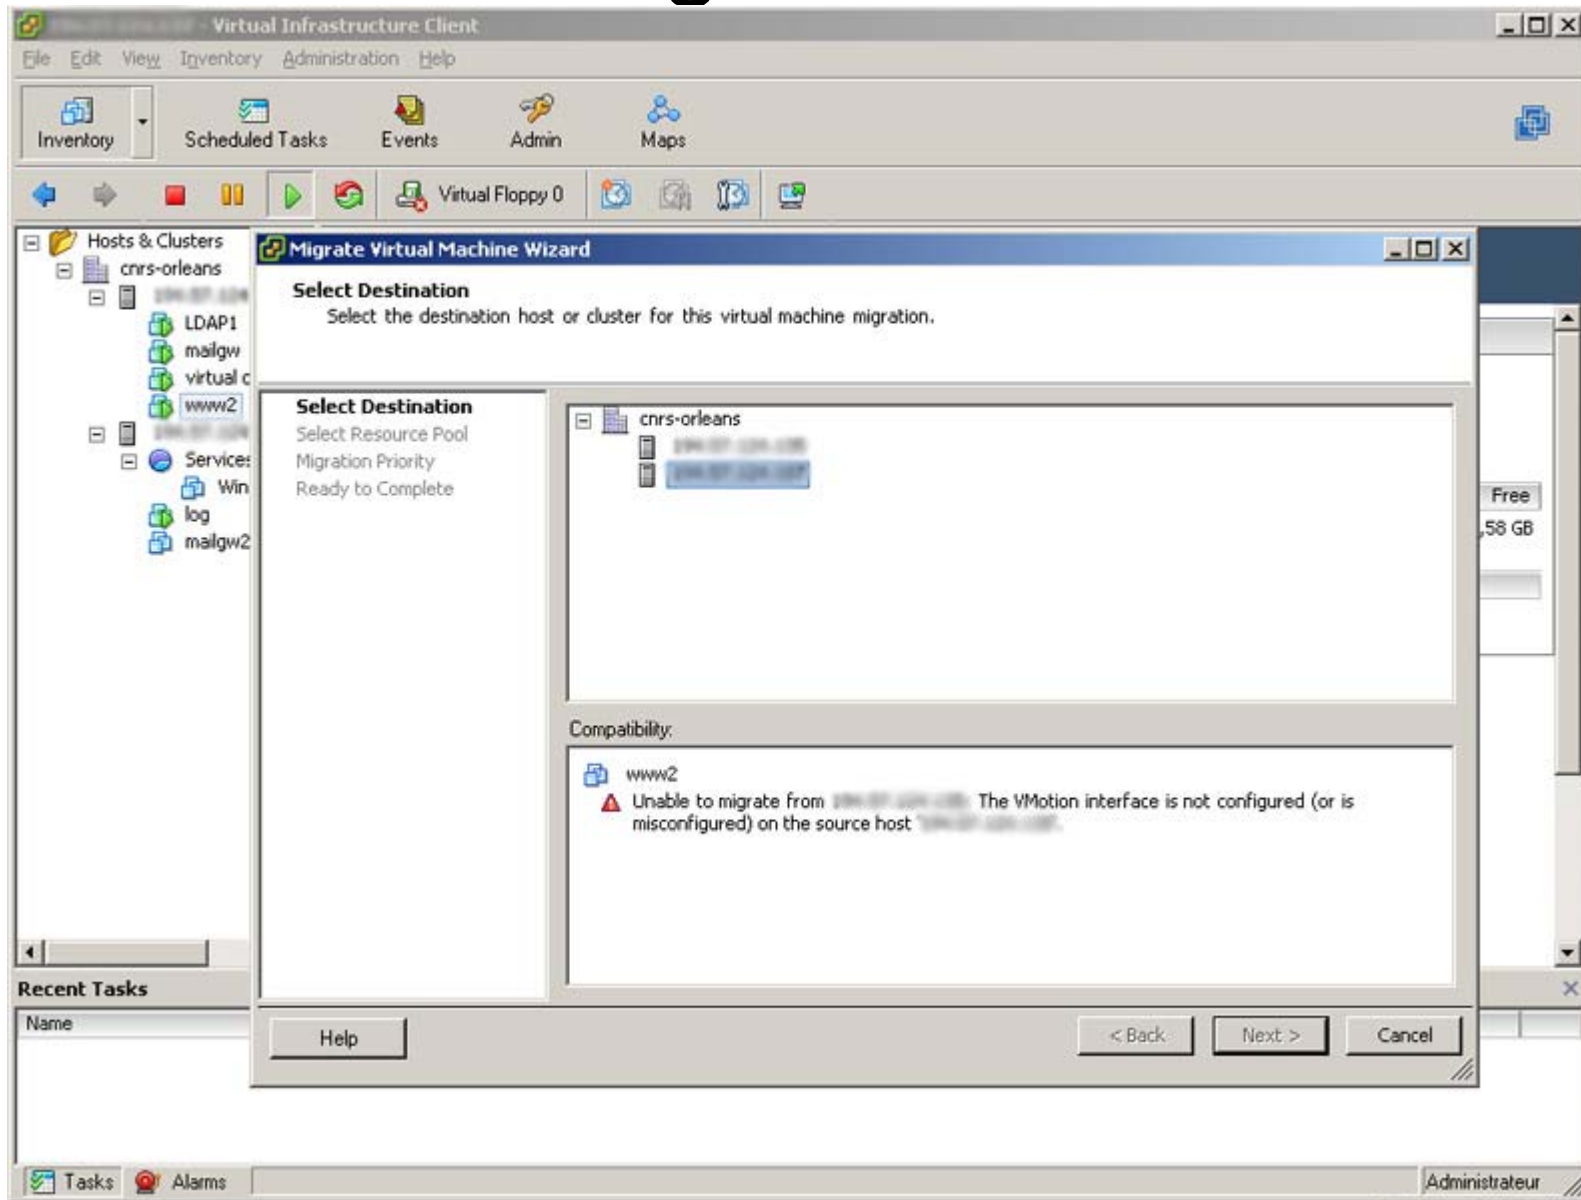 - Virtual Infrastructure Client
File Edit View Inventory Administration Help
Inventory Scheduled Tasks Events Admin Maps
Virtual Floppy 0
Hosts & Clusters
cnrs-orleans
LDAP1
mailgw
virtual c
www2
Services
Win
log
mailgw2
Migrate Virtual Machine Wizard
Select Destination
Select the destination host or cluster for this virtual machine migration.
Select Destination
Select Resource Pool
Migration Priority
Ready to Complete
cnrs-orleans
Compatibility:
www2
Unable to migrate from The VMotion interface is not configured (or is
misconfigured) on the source host
Help < Back Next > Cancel
Free
,58 GB
Recent Tasks
Name
Tasks Alarms Administrateur